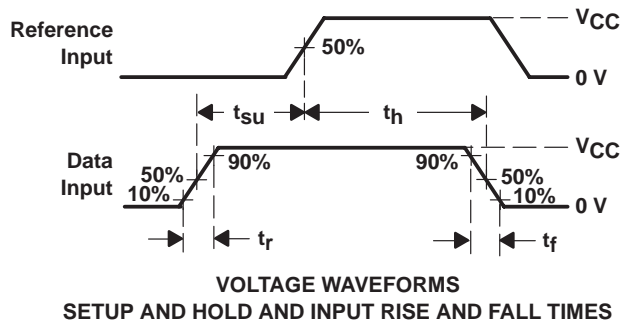 Reference
Input
VCC
50%
0 V
tsu
th
Data
Input
VCC
50%
90%
90%
50%
10%
10%
0 V
tr
tf
VOLTAGE WAVEFORMS
SETUP AND HOLD AND INPUT RISE AND FALL TIMES